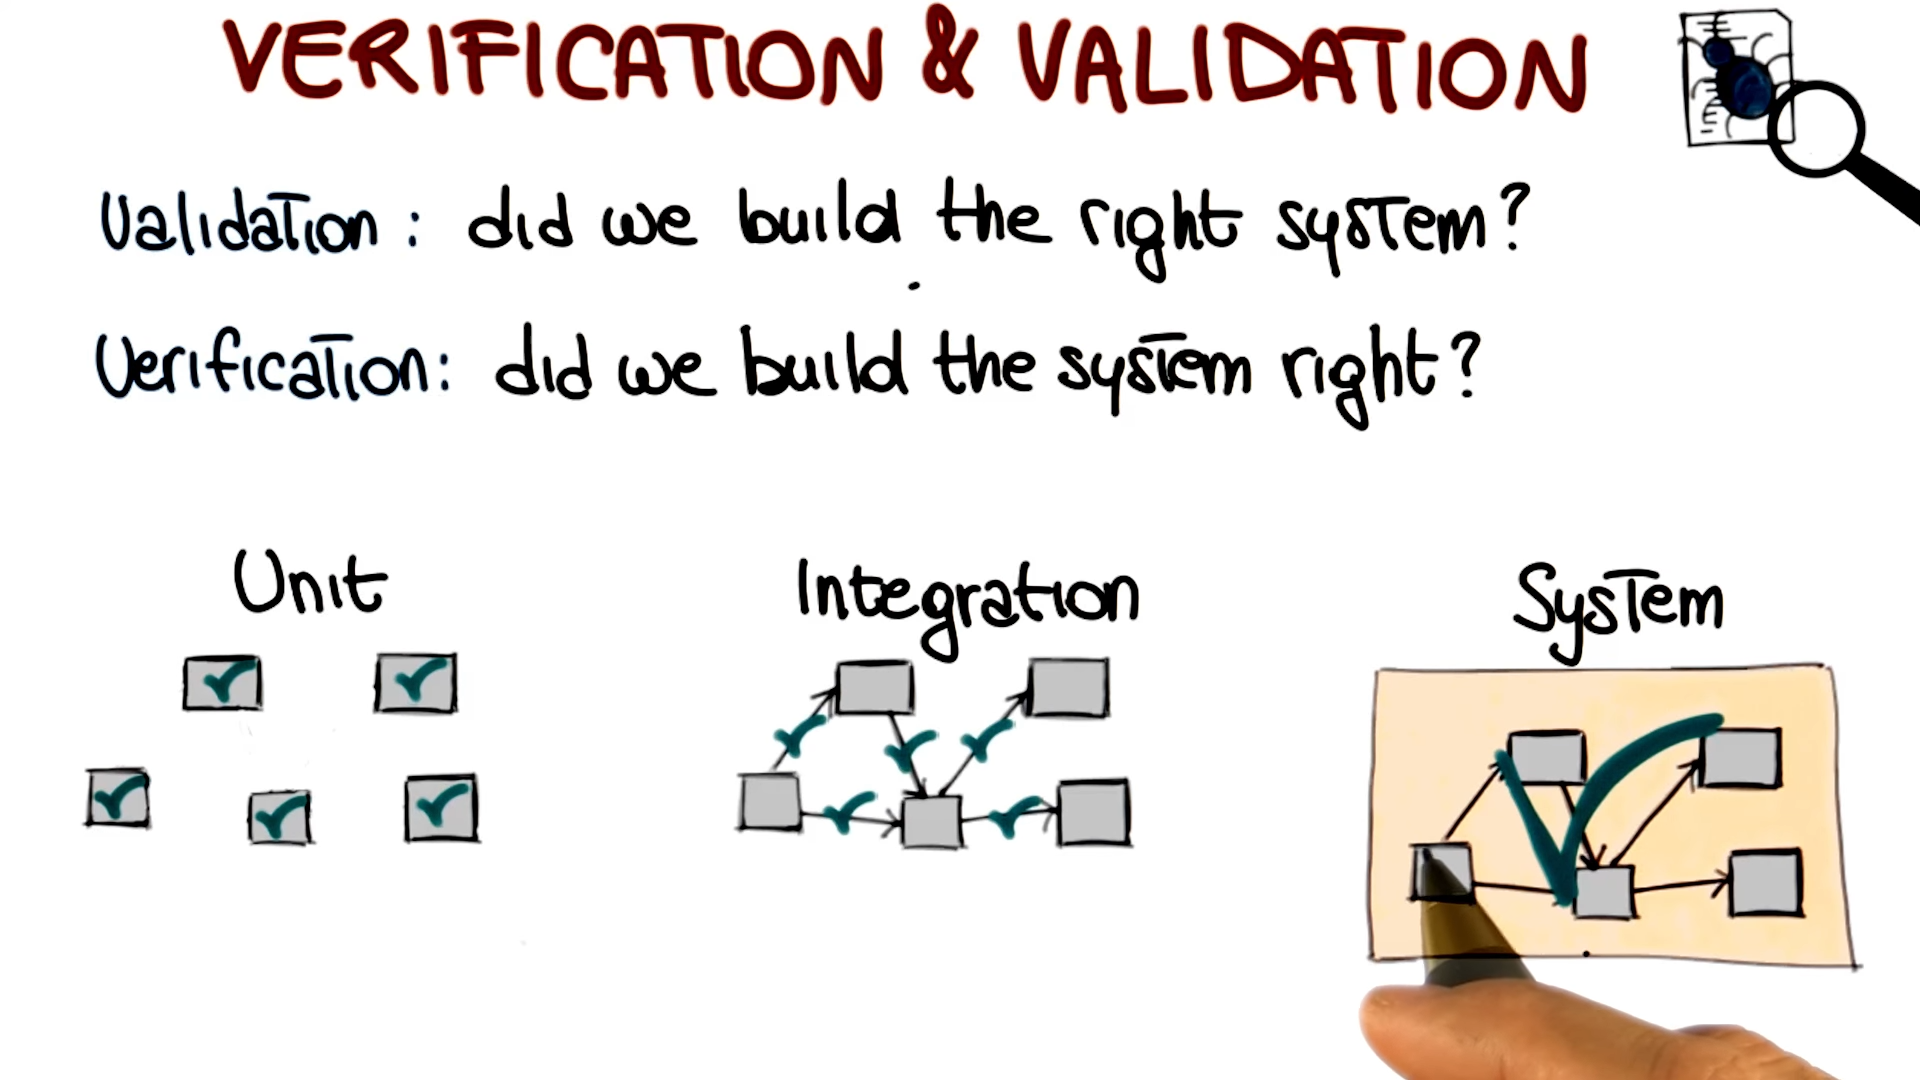 VERIFICATION & VALIDATION
Validation: did we build the right system?
Verification: did we build the system right?
Unit
Integration
System